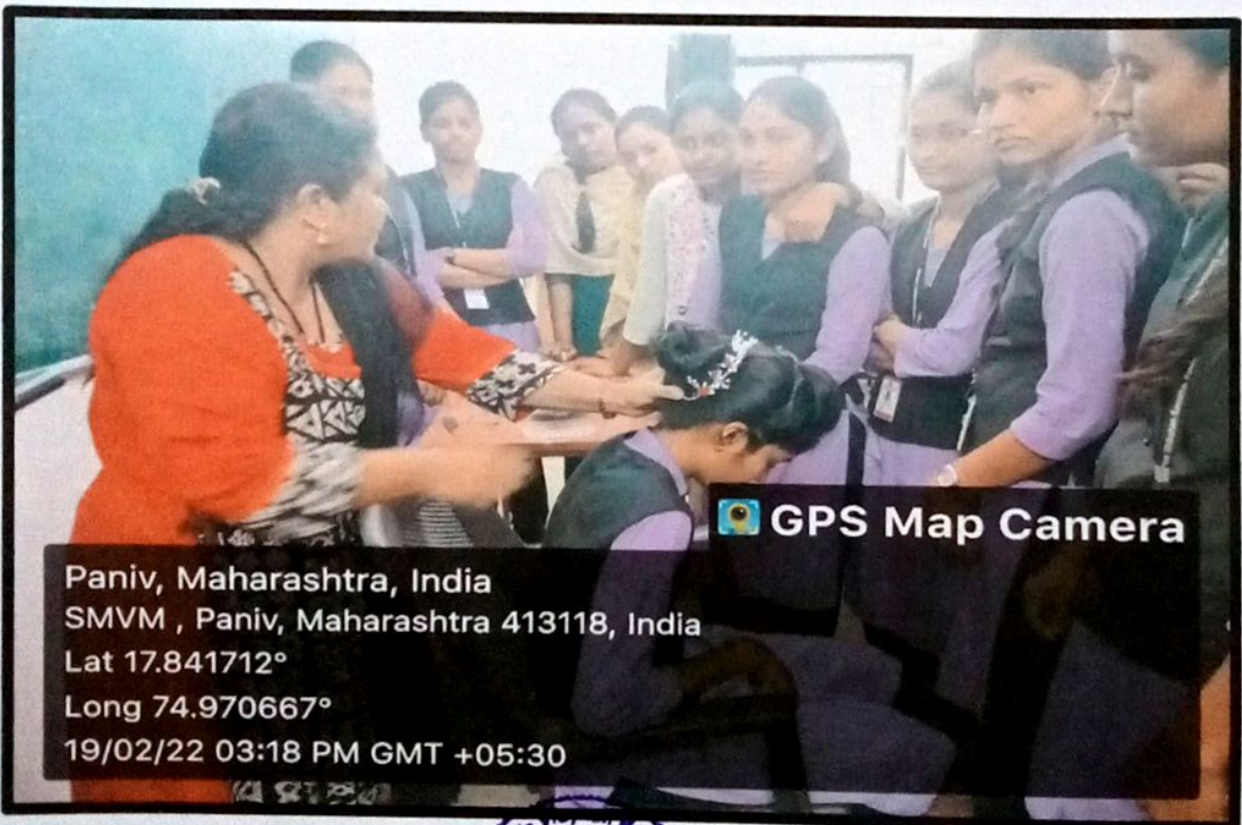 GPS Map Camera
Paniv, Maharashtra, India
SMVM , Paniv, Maharashtra 413118, India
Lat 17.841712°
Long 74.970667°
19/02/22 03:18 PM GMT +05:30